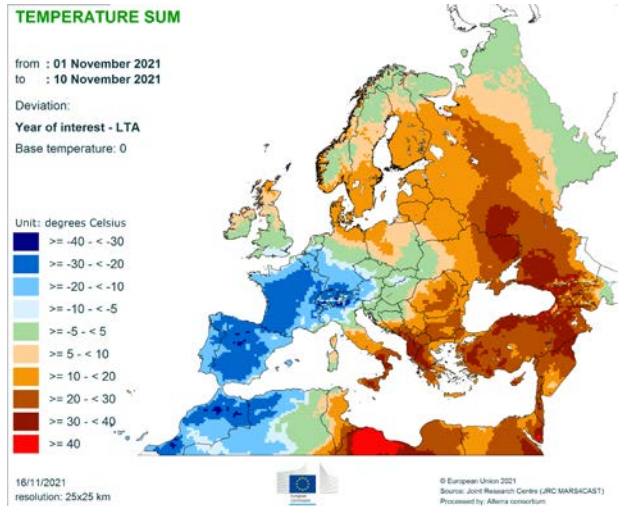 TEMPERATURE SUM
from : 01 November 2021
to : 10 November 2021
Deviation:
Year of interest - LTA
Base temperature: 0
Unit: degrees Celsius
>= -40 - < -30
>= -30 - < -20
>= -20 - < -10
>= -10 - < -5
>= -5 - < 5
>= 5 - < 10
>= 10 - < 20
>= 20 - < 30
>= 30 - < 40
>= 40
16/11/2021
resolution: 25x25 km
European
Commission
© European Union 2021
Source: Joint Research Centre (JRC MARS4CAST)
Processed by: Alterra consortium